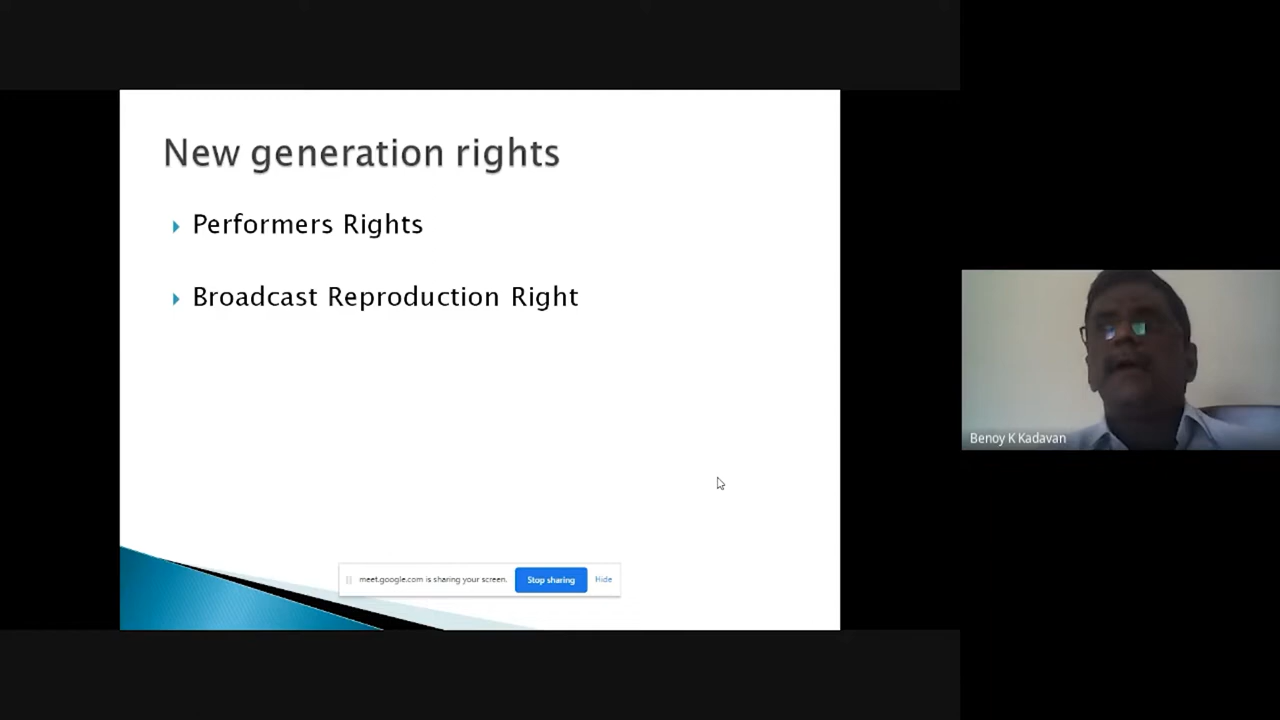 New generation rights
Performers Rights
Broadcast Reproduction Right
Benoy K Kadavan
meet.google.com is sharing your screen.
Stop sharing
Hide